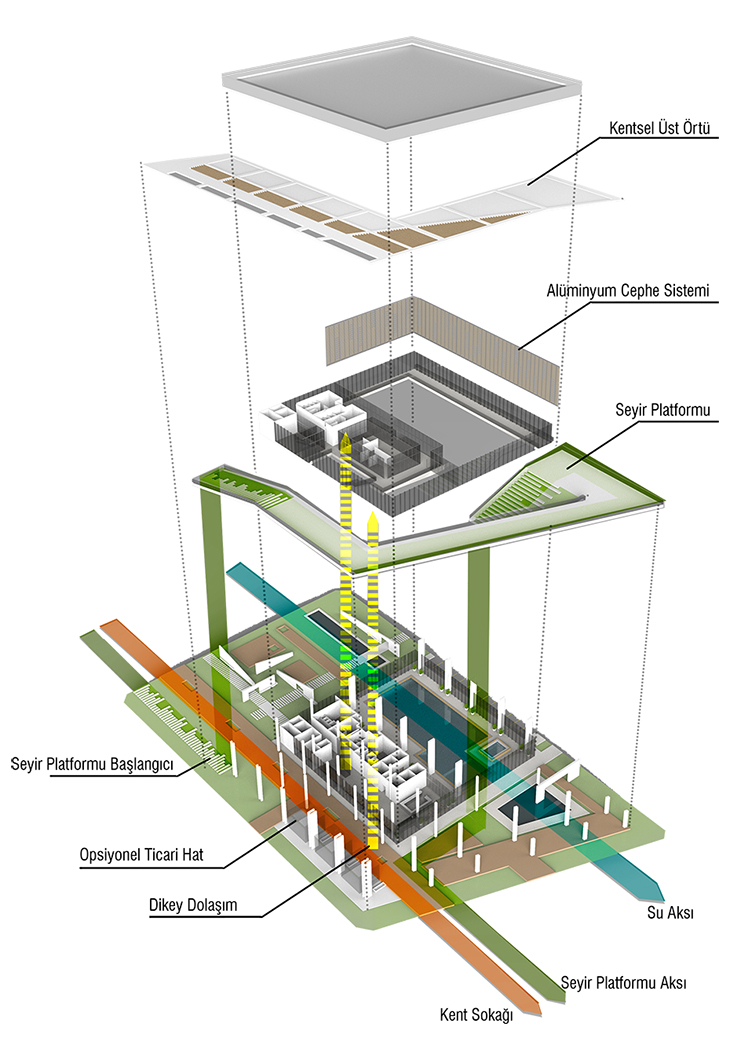 Kentsel Üst Örtü
Alüminyum Cephe Sistemi
Seyir Platformu
Seyir Platformu Başlangıcı
Opsiyonel Ticari Hat
Dikey Dolaşım
Su Aksı
Seyir Platformu Aksı
Kent Sokağı